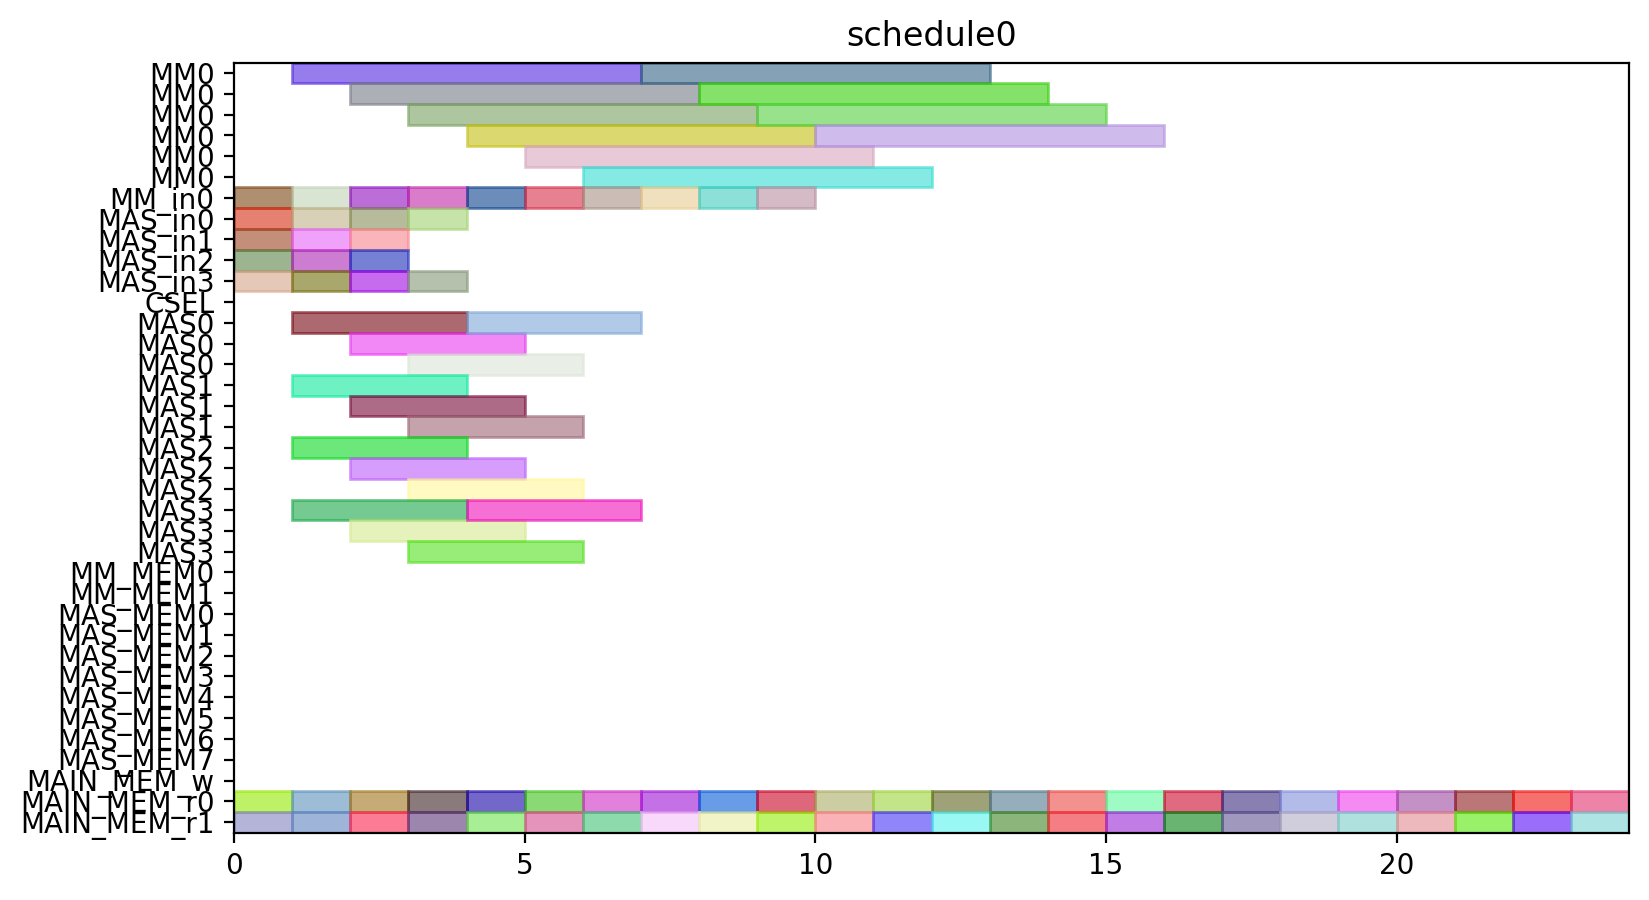 schedule0
MM0
MM0
MM0
MM0
MM0
MM0
MM_in0
MAS_in0
MAS_in1
MAS_in2
MAS_in3
CSEL
MAS0
MAS0
MAS0
MAS1
MAS1
MAS1
MAS2
MAS2
MAS2
MAS3
MAS3
MAS3
MM_MEM0
MM_MEM1
MAS_MEM0
MAS_MEM1
MAS_MEM2
MAS_MEM3
MAS_MEM4
MAS_MEM5
MAS_MEM6
MAS_MEM7
MAIN_MEM_w
MAIN_MEM_r0
MAIN_MEM_r1
0 5 10 15 20